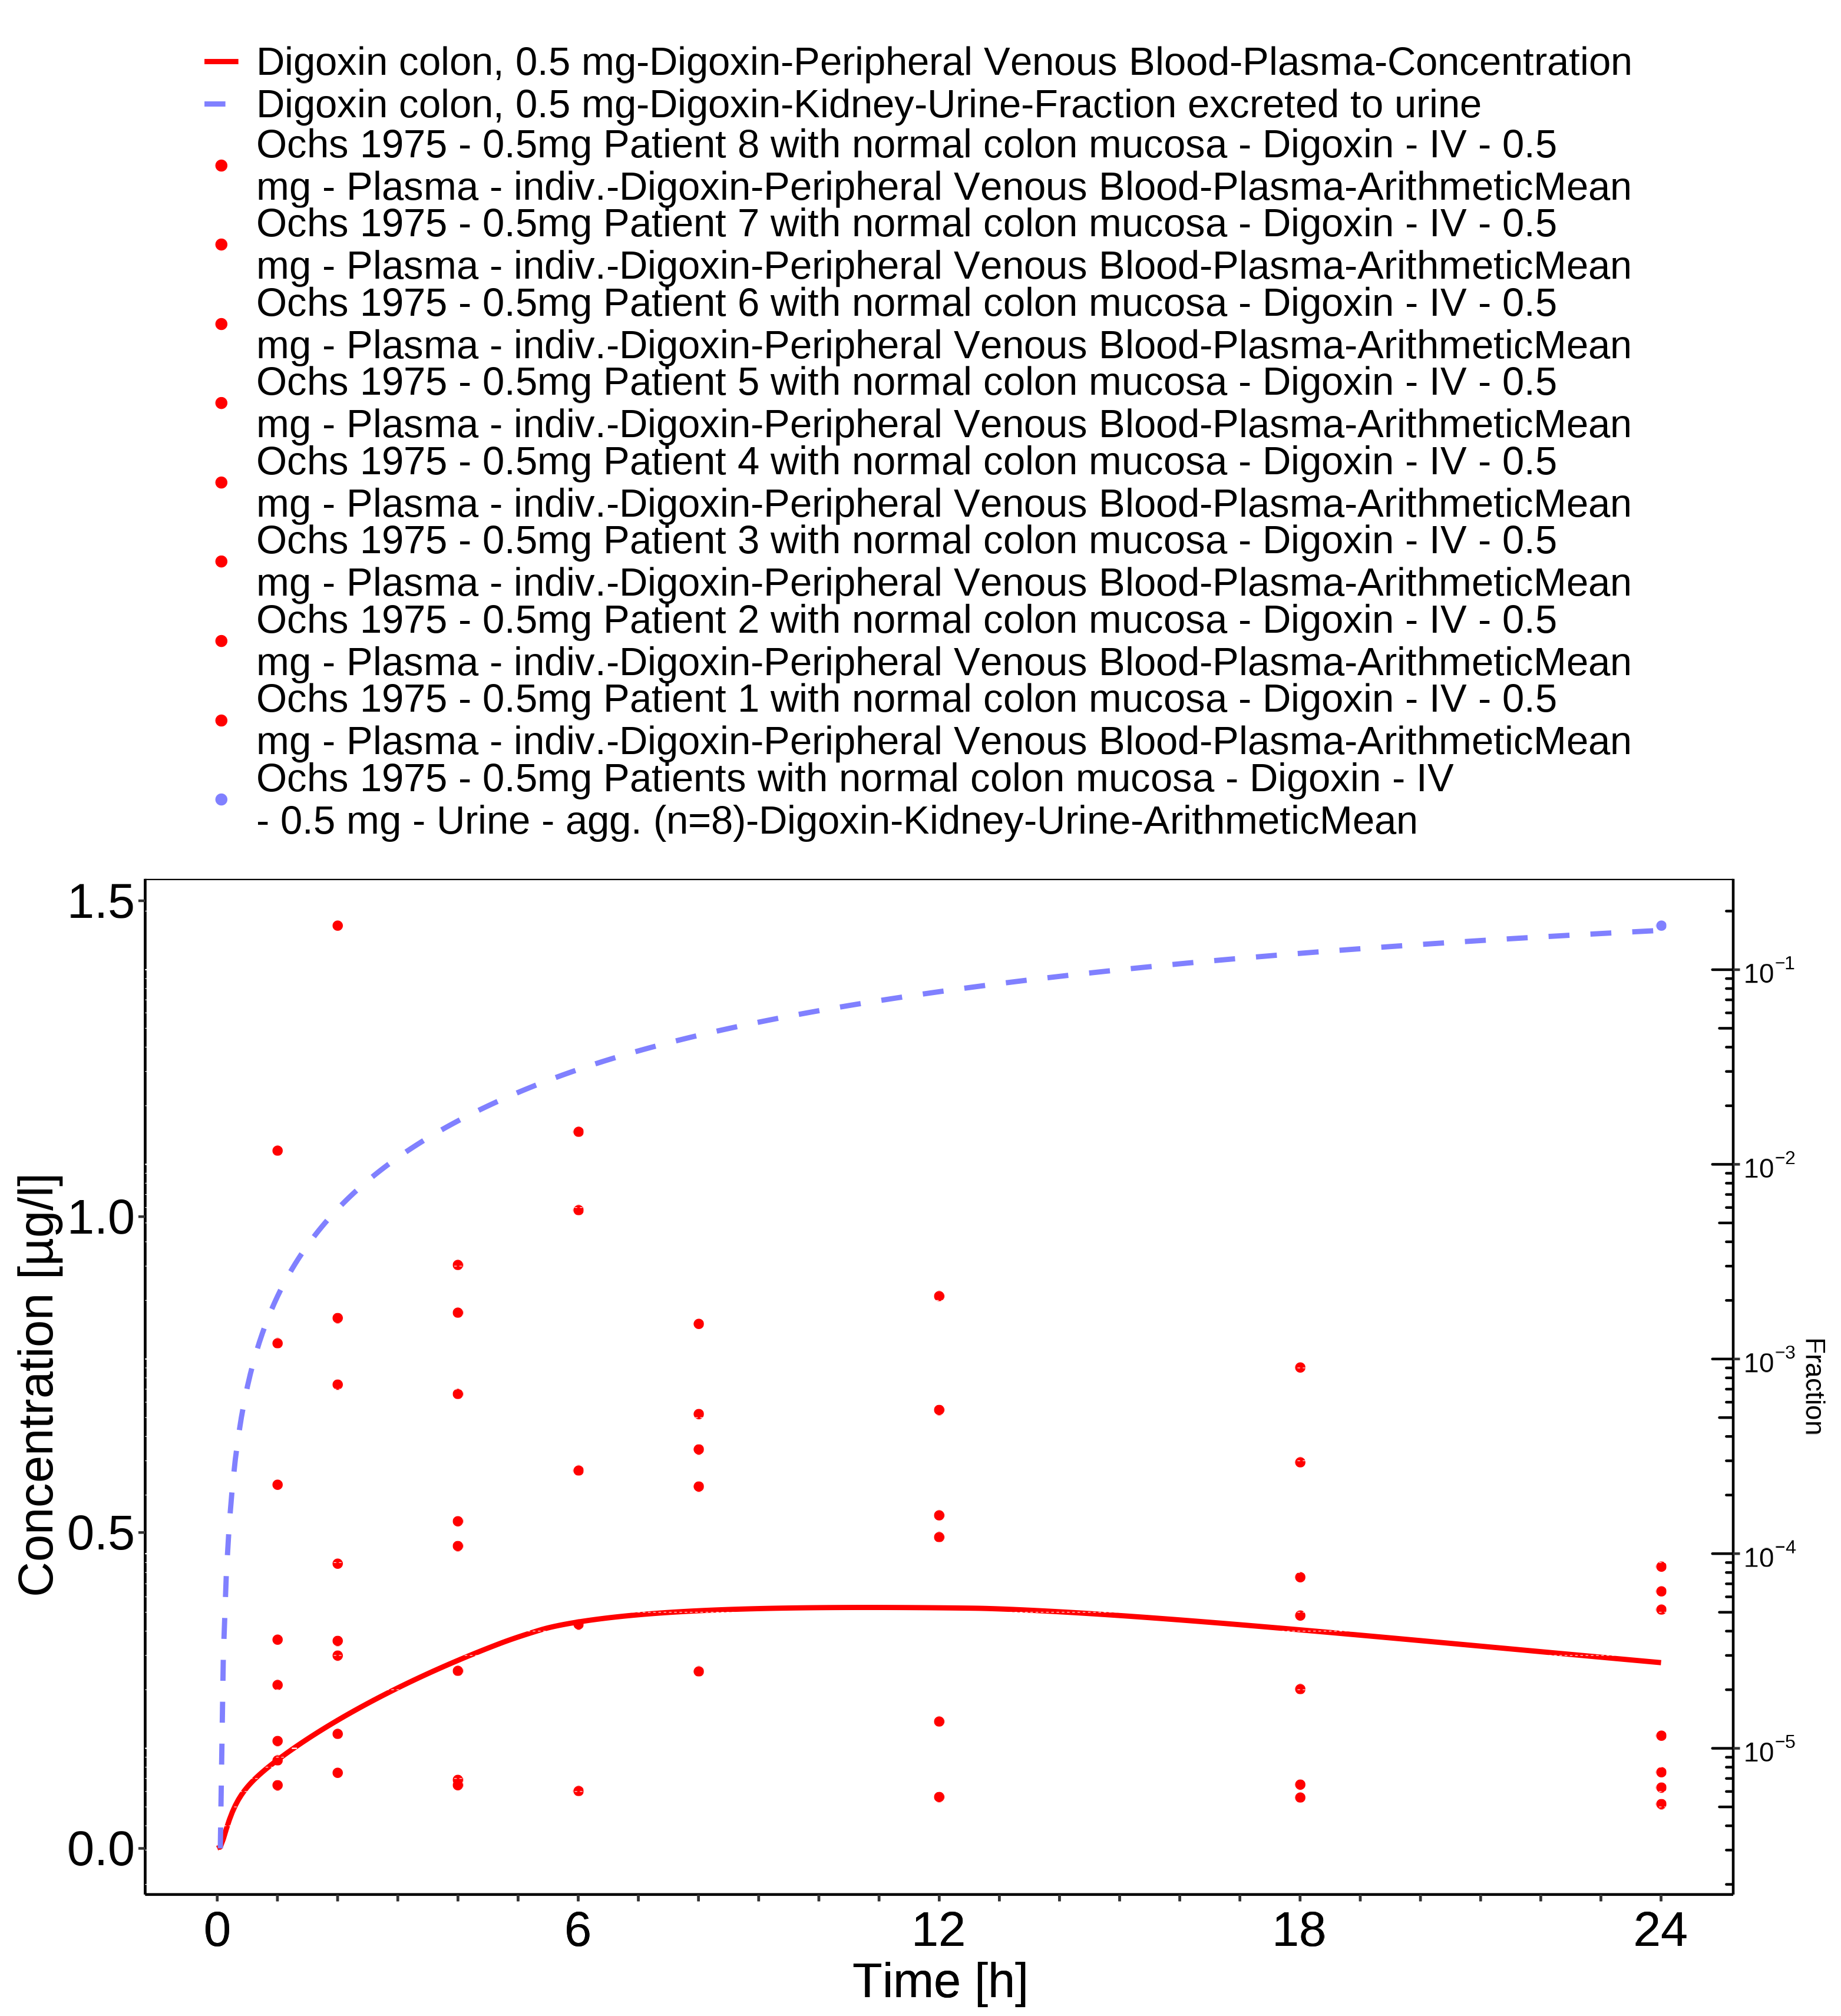 Digoxin colon, 0.5 mg-Digoxin-Peripheral Venous Blood-Plasma-Concentration
Digoxin colon, 0.5 mg-Digoxin-Kidney-Urine-Fraction excreted to urine
Ochs 1975 - 0.5mg Patient 8 with normal colon mucosa - Digoxin - IV - 0.5
mg - Plasma - indiv.-Digoxin-Peripheral Venous Blood-Plasma-ArithmeticMean
Ochs 1975 - 0.5mg Patient 7 with normal colon mucosa - Digoxin - IV - 0.5
mg - Plasma - indiv.-Digoxin-Peripheral Venous Blood-Plasma-ArithmeticMean
Ochs 1975 - 0.5mg Patient 6 with normal colon mucosa - Digoxin - IV - 0.5
mg - Plasma - indiv.-Digoxin-Peripheral Venous Blood-Plasma-ArithmeticMean
Ochs 1975 - 0.5mg Patient 5 with normal colon mucosa - Digoxin - IV - 0.5
mg - Plasma - indiv.-Digoxin-Peripheral Venous Blood-Plasma-ArithmeticMean
Ochs 1975 - 0.5mg Patient 4 with normal colon mucosa - Digoxin - IV - 0.5
mg - Plasma - indiv.-Digoxin-Peripheral Venous Blood-Plasma-ArithmeticMean
Ochs 1975 - 0.5mg Patient 3 with normal colon mucosa - Digoxin - IV - 0.5
mg - Plasma - indiv.-Digoxin-Peripheral Venous Blood-Plasma-ArithmeticMean
Ochs 1975 - 0.5mg Patient 2 with normal colon mucosa - Digoxin - IV - 0.5
mg - Plasma - indiv.-Digoxin-Peripheral Venous Blood-Plasma-ArithmeticMean
Ochs 1975 - 0.5mg Patient 1 with normal colon mucosa - Digoxin - IV - 0.5
mg - Plasma - indiv.-Digoxin-Peripheral Venous Blood-Plasma-ArithmeticMean
Ochs 1975 - 0.5mg Patients with normal colon mucosa - Digoxin - IV
- 0.5 mg - Urine - agg. (n=8)-Digoxin-Kidney-Urine-ArithmeticMean
Concentration [µg/l]
1.5
1.0
0.5
0.0
10⁻¹
10⁻²
10⁻³
10⁻⁴
10⁻⁵
Fraction
0 6 12 18 24
Time [h]